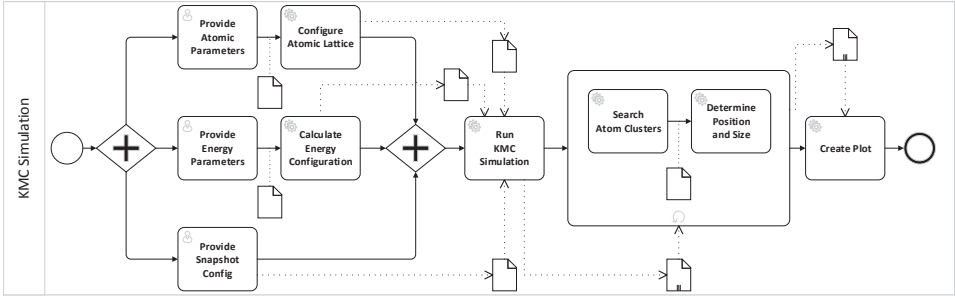 KMC Simulation
Provide
Atomic
Parameters
Configure
Atomic Lattice
Provide
Energy
Parameters
Calculate
Energy
Configuration
Provide
Snapshot
Config
Run
KMC
Simulation
Search
Atom Clusters
Determine
Position
and Size
Create Plot